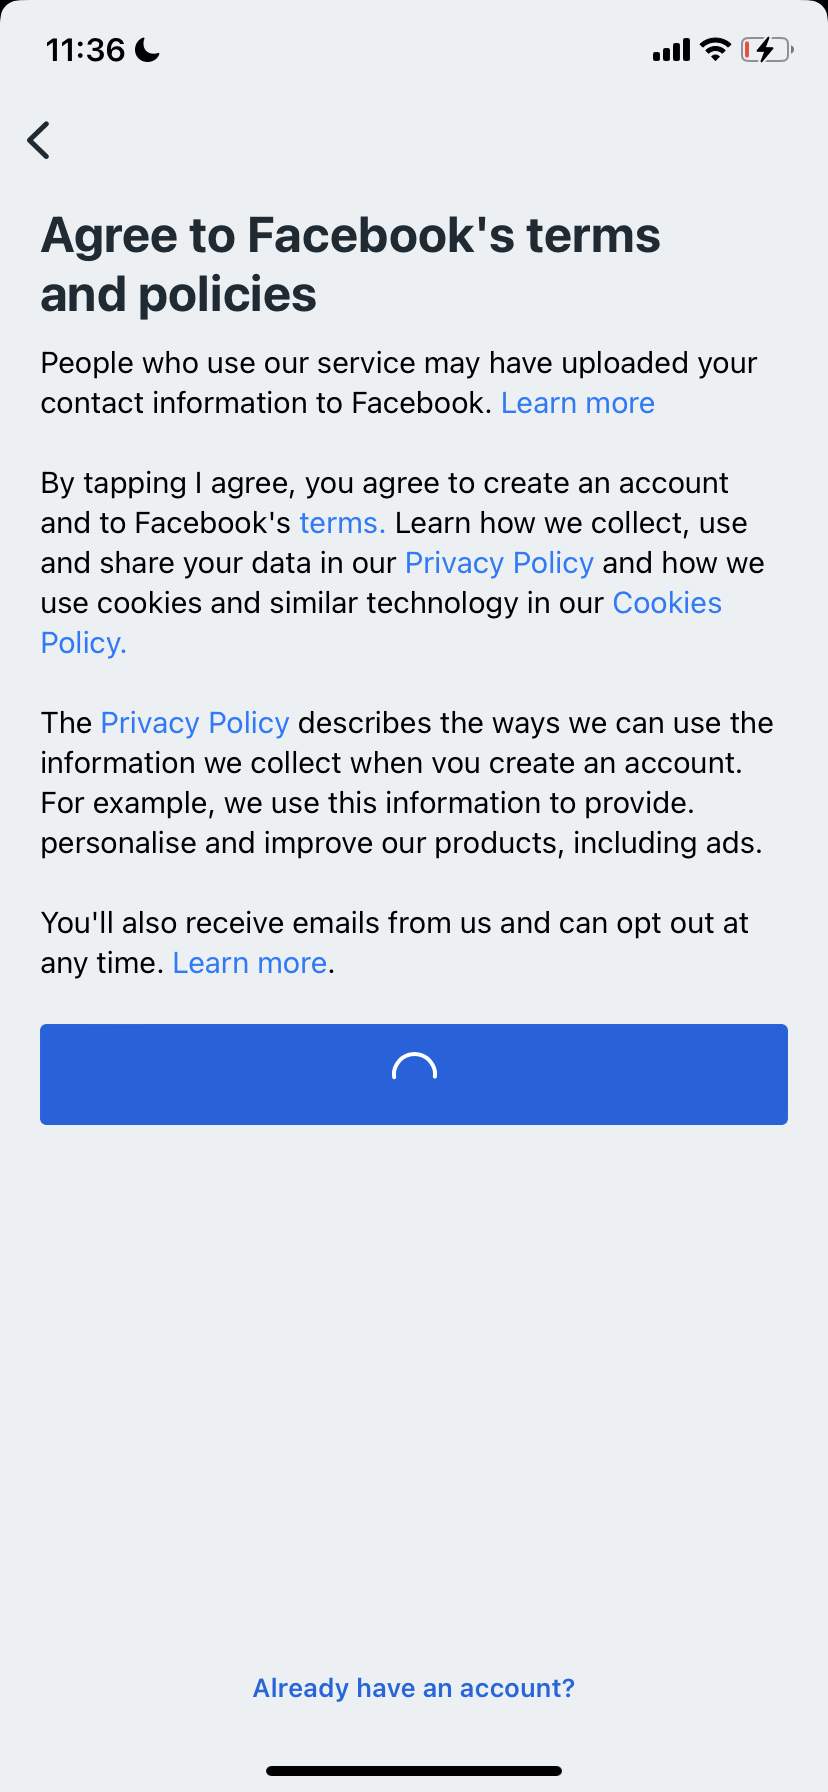 11:36
Agree to Facebook's terms
and policies
People who use our service may have uploaded your
contact information to Facebook. Learn more
By tapping I agree, you agree to create an account
and to Facebook's terms. Learn how we collect, use
and share your data in our Privacy Policy and how we
use cookies and similar technology in our Cookies
Policy.
The Privacy Policy describes the ways we can use the
information we collect when vou create an account.
For example, we use this information to provide.
personalise and improve our products, including ads.
You'll also receive emails from us and can opt out at
any time. Learn more.
Already have an account?